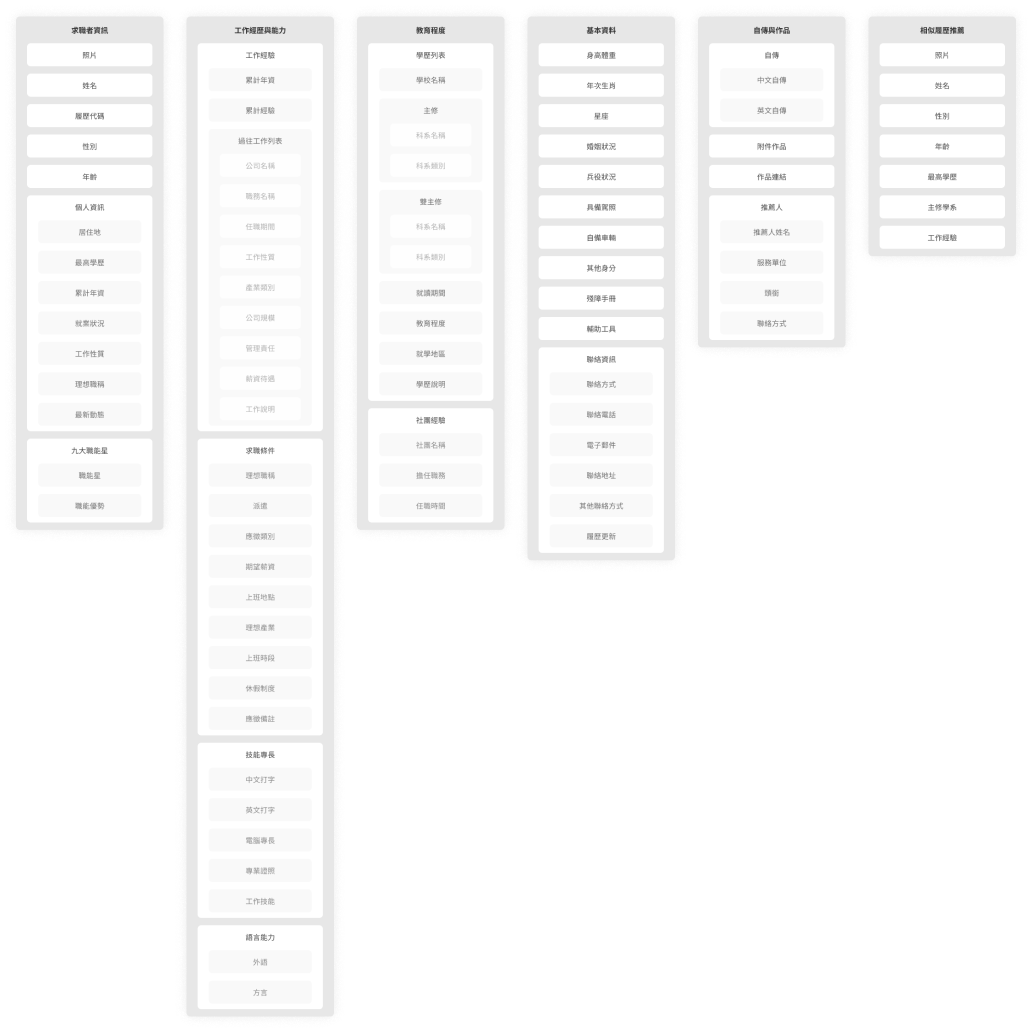 求職者資訊
照片
姓名
履歷代碼
性別
年齡
個人資訊
居住地
最高學歷
累計年資
就業狀況
工作性質
理想職稱
最新動態
九大職能星
職能星
職能優勢
工作經歷與能力
工作經驗
累計年資
累計經驗
過往工作列表
公司名稱
職務名稱
任職期間
工作性質
產業類別
公司規模
管理責任
薪資待遇
工作說明
求職條件
理想職稱
派遣
應徵類別
期望薪資
上班地點
理想產業
上班時段
休假制度
應徵備註
技能專長
中文打字
英文打字
電腦專長
專業證照
工作技能
語言能力
外語
方言
教育程度
學歷列表
學校名稱
主修
科系名稱
科系類別
雙主修
科系名稱
科系類別
就讀期間
教育程度
就學地區
學歷說明
社團經驗
社團名稱
擔任職務
任職時間
基本資料
身高體重
年次生肖
星座
婚姻狀況
兵役狀況
具備駕照
自備車輛
其他身分
殘障手冊
輔助工具
聯絡資訊
聯絡方式
聯絡電話
電子郵件
聯絡地址
其他聯絡方式
履歷更新
自傳與作品
自傳
中文自傳
英文自傳
附件作品
作品連結
推薦人
推薦人姓名
服務單位
頭銜
聯絡方式
相似履歷推薦
照片
姓名
性別
年齡
最高學歷
主修學系
工作經驗